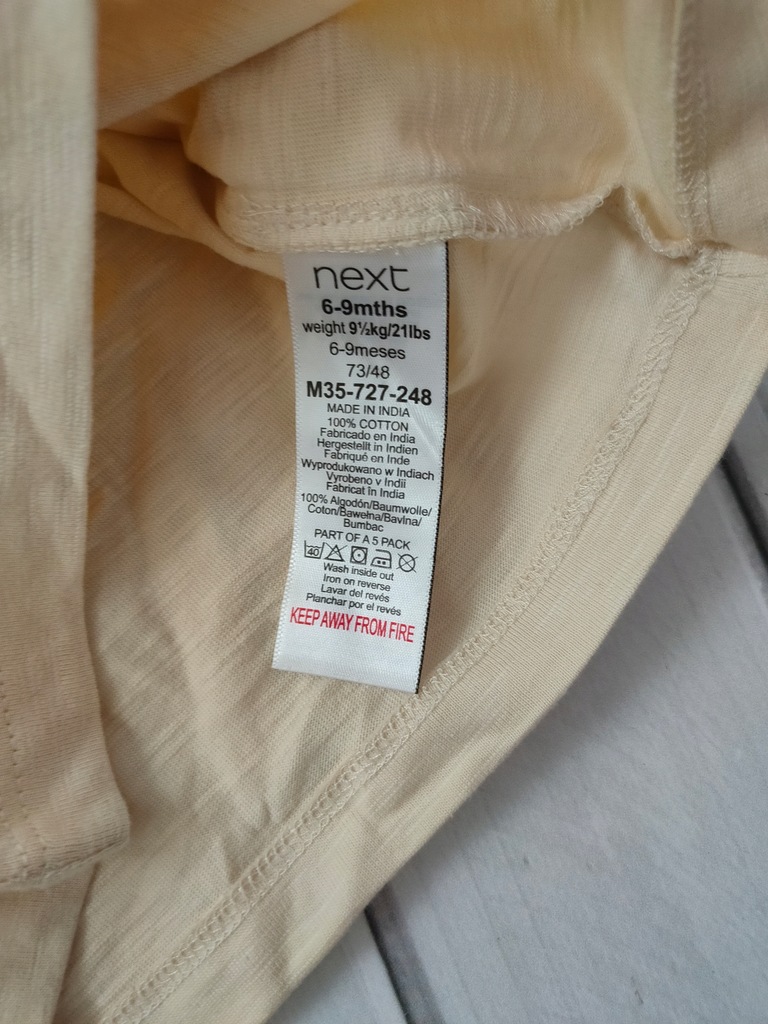 next
6-9mths
weight 9½kg/21lbs
6-9meses
73/48
M35-727-248
MADE IN INDIA
100% COTTON
Fabricado en India
Hergestellt in Indien
Fabriqué en Inde
Wyprodukowano w Indiach
Vyrobeno v Indii
Fabricat în India
100% Algodón/Baumwolle/
Coton/Bawełna/Bavlna/
Bumbac
PART OF A 5 PACK
40
Wash inside out
Iron on reverse
Lavar del revés
Planchar por el revés
KEEP AWAY FROM FIRE